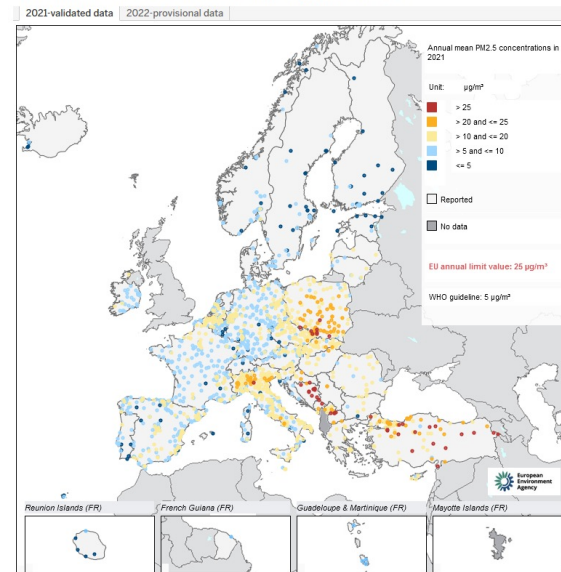 2021-validated data
2022-provisional data
Annual mean PM2.5 concentrations in
2021
Unit: µg/m³
> 25
> 20 and <= 25
> 10 and <= 20
> 5 and <= 10
<= 5
Reported
No data
EU annual limit value: 25 µg/m³
WHO guideline: 5 µg/m³
European
Environment
Agency
Reunion Islands (FR)
French Guiana (FR)
Guadeloupe & Martinique (FR)
Mayotte Islands (FR)